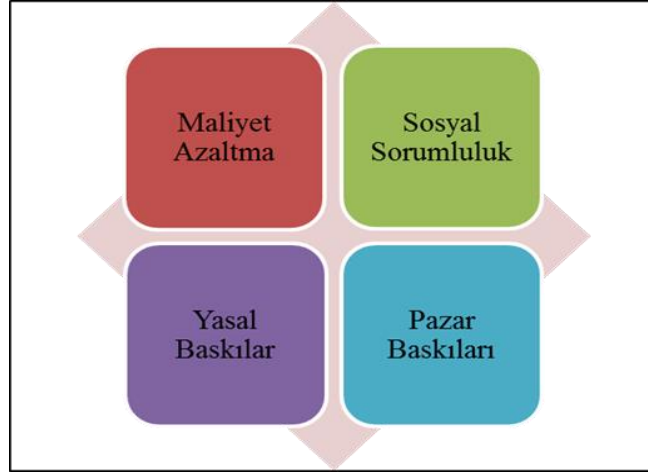 Maliyet
Azaltma
Sosyal
Sorumluluk
Yasal
Baskılar
Pazar
Baskıları